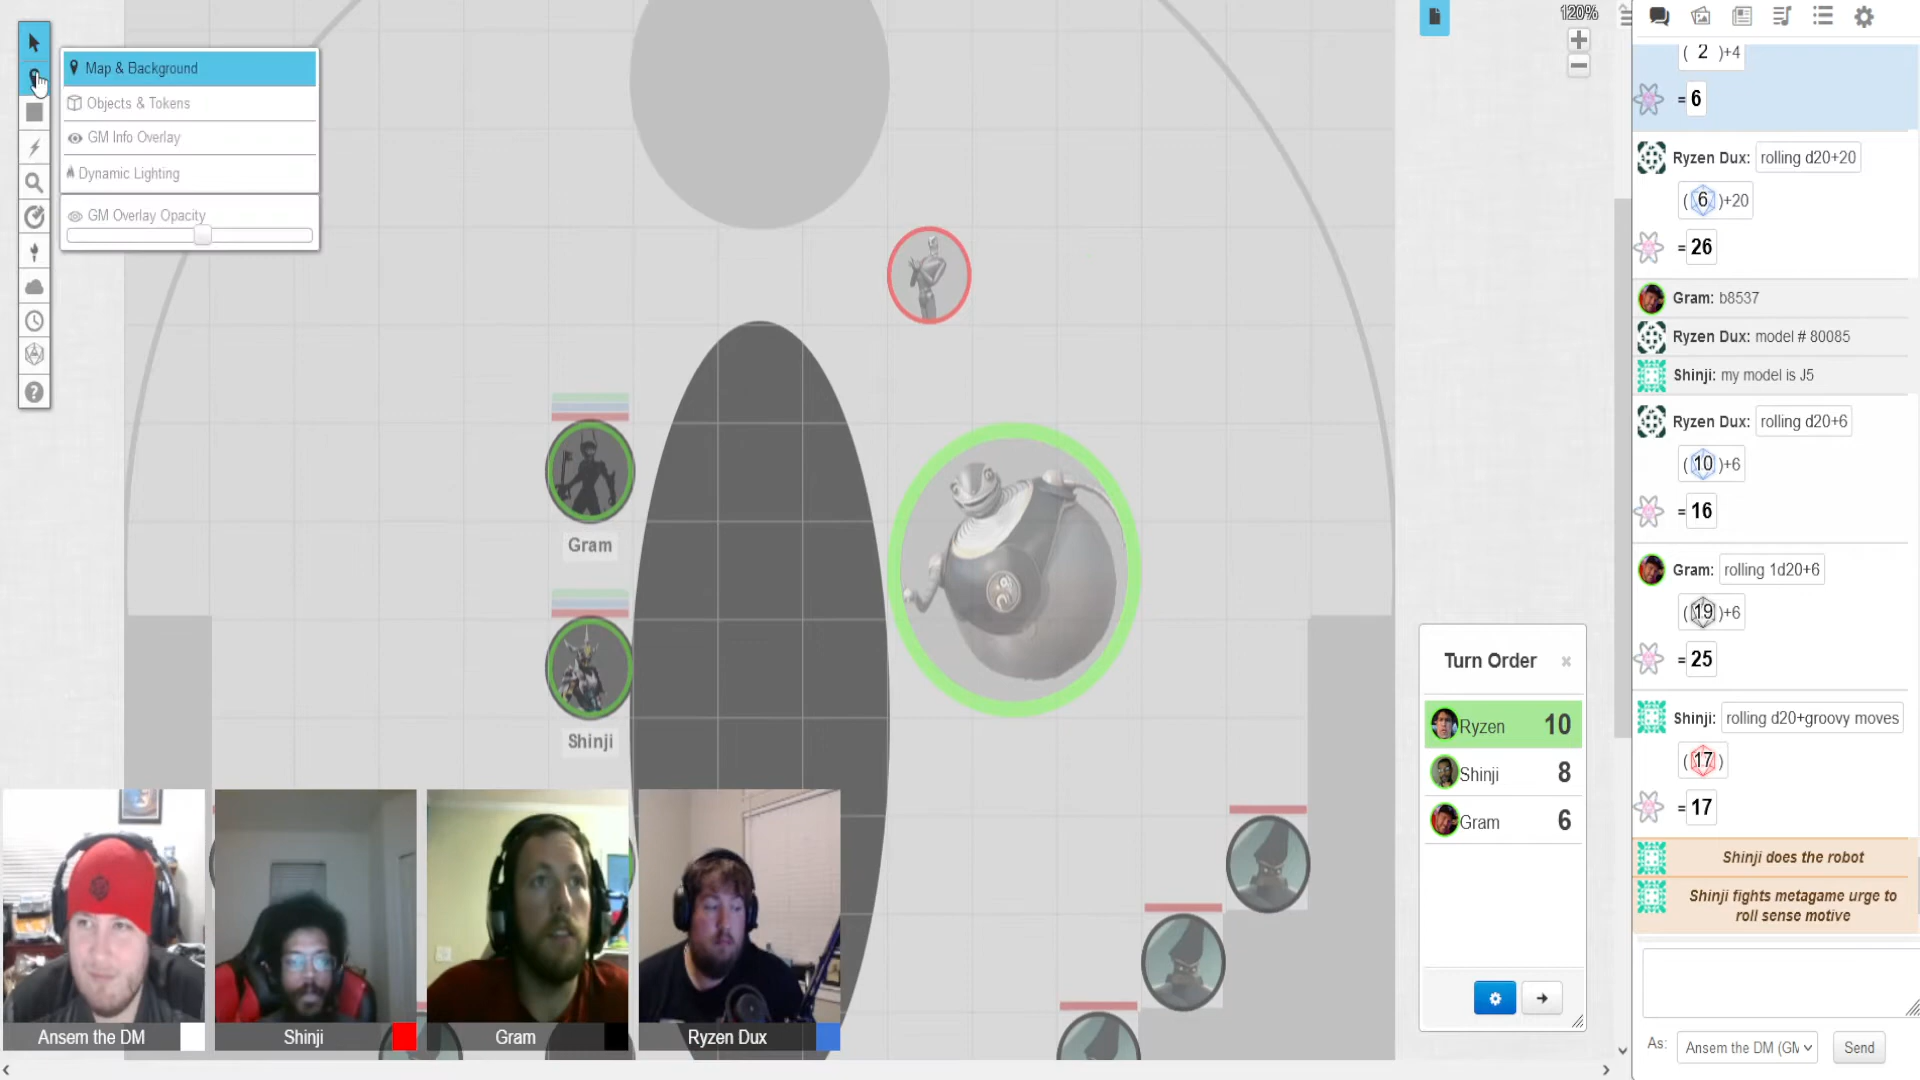 Map & Background
Objects & Tokens
GM Info Overlay
Dynamic Lighting
GM Overlay Opacity
120%
Gram
Shinji
Turn Order ×
Ryzen 10
Shinji 8
Gram 6
Ansem the DM
Shinji
Gram
Ryzen Dux
( 2 )+4
= 6
Ryzen Dux: rolling d20+20
( 6 )+20
= 26
Gram: b8537
Ryzen Dux: model # 80085
Shinji: my model is J5
Ryzen Dux: rolling d20+6
( 10 )+6
= 16
Gram: rolling 1d20+6
( 19 )+6
= 25
Shinji: rolling d20+groovy moves
( 17 )
= 17
Shinji does the robot
Shinji fights metagame urge to
roll sense motive
As: Ansem the DM (GM
Send